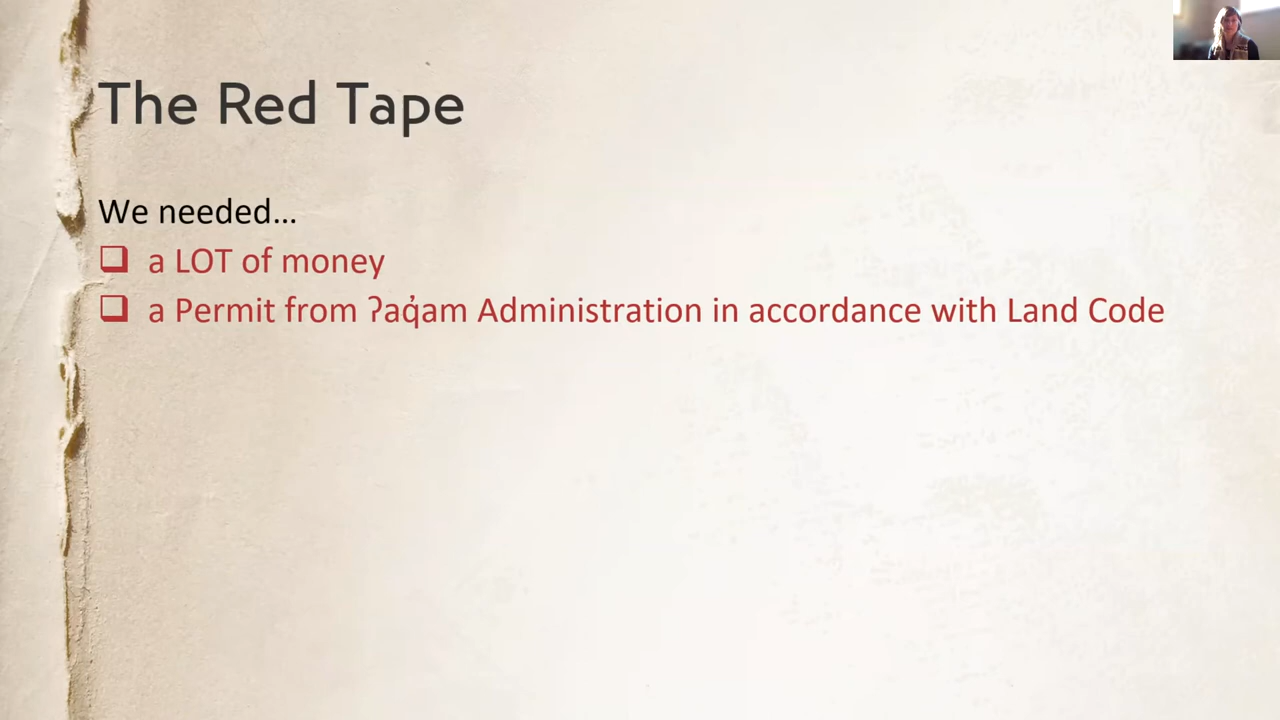 The Red Tape
We needed...
❑ a LOT of money
❑ a Permit from ʔaq̓am Administration in accordance with Land Code